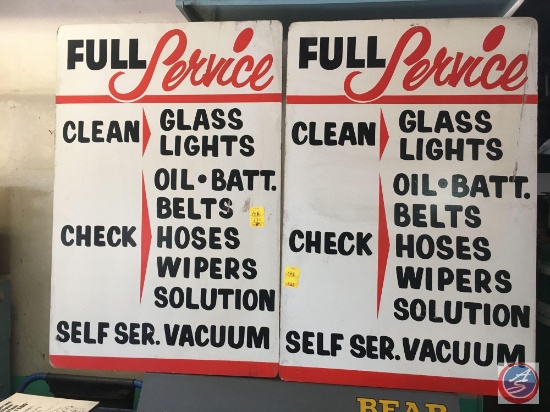 FULL Service
CLEAN
GLASS
LIGHTS
CHECK
OIL • BATT.
BELTS
HOSES
WIPERS
SOLUTION
SELF SER. VACUUM
FULL Service
CLEAN
GLASS
LIGHTS
CHECK
OIL • BATT.
BELTS
HOSES
WIPERS
SOLUTION
SELF SER. VACUUM
BEAR